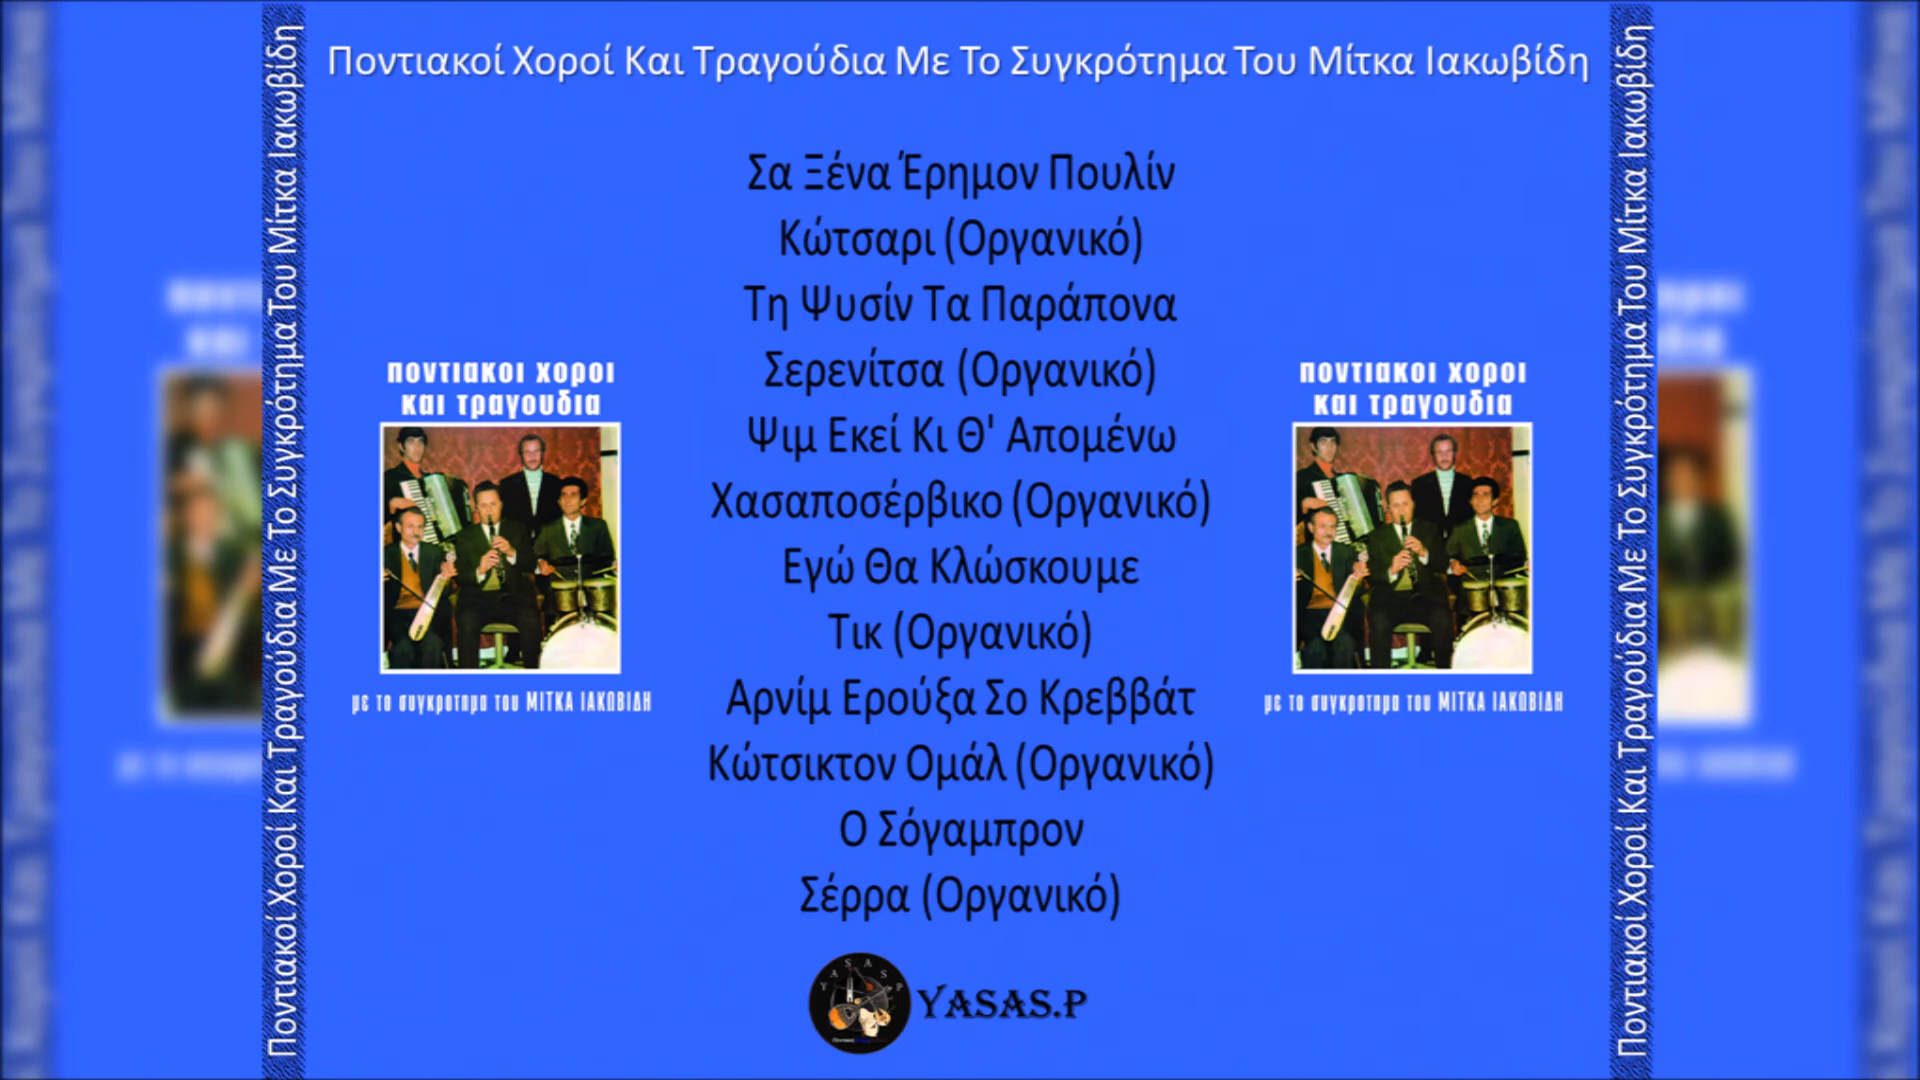 Ποντιακοί Χοροί Και Τραγούδια Με Το Συγκρότημα Του Μίτκα Ιακωβίδη
Ποντιακοί Χοροί Και Τραγούδια Με Το Συγκρότημα Του Μίτκα Ιακωβίδη
Σα Ξένα Έρημον Πουλίν
Κώτσαρι (Οργανικό)
Τη Ψυσίν Τα Παράπονα
Σερενίτσα (Οργανικό)
Ψιμ Εκεί Κι Θ' Απομένω
Χασαποσέρβικο (Οργανικό)
Εγώ Θα Κλώσκουμε
Τικ (Οργανικό)
Αρνίμ Ερούξα Σο Κρεββάτ
Κώτσικτον Ομάλ (Οργανικό)
Ο Σόγαμπρον
Σέρρα (Οργανικό)
ποντιακοι χοροι
και τραγουδια
με το συγκροτημα του ΜΙΤΚΑ ΙΑΚΩΒΙΔΗ
ποντιακοι χοροι
και τραγουδια
με το συγκροτημα του ΜΙΤΚΑ ΙΑΚΩΒΙΔΗ
YASASP
YASAS.P
Ποντιακοί Χοροί Και Τραγούδια Με Το Συγκρότημα Του Μίτκα Ιακωβίδη